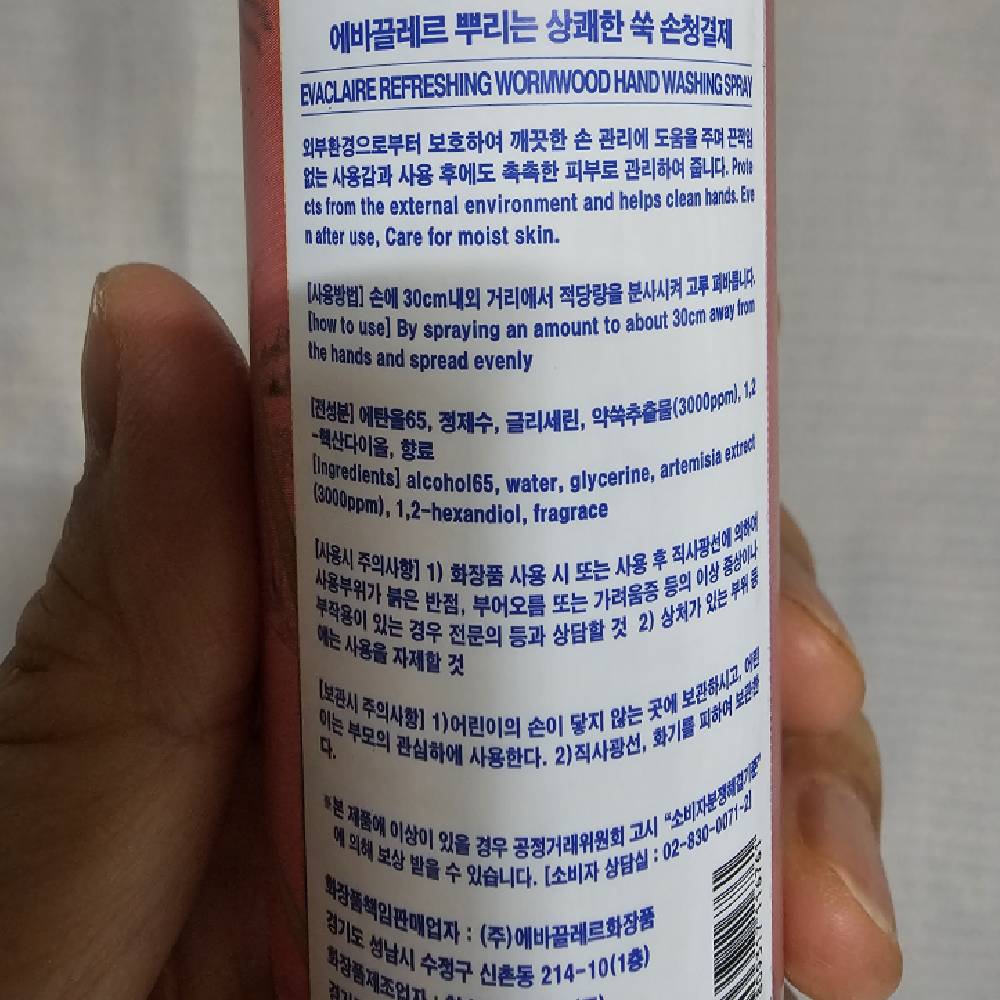 에바끌레르 뿌리는 상쾌한 쑥 손청결제
EVACLAIRE REFRESHING WORMWOOD HAND WASHING SPRAY
외부환경으로부터 보호하여 깨끗한 손 관리에 도움을 주며 끈적임
없는 사용감과 사용 후에도 촉촉한 피부로 관리하여 줍니다. Prote
cts from the external environment and helps clean hands. Eve
n after use, Care for moist skin.
[사용방법] 손에 30cm내외 거리에서 적당량을 분사시켜 고루 펴바릅니다.
[how to use] By spraying an amount to about 30cm away from
the hands and spread evenly
[전성분] 에탄올65, 정제수, 글리세린, 약쑥추출물(3000ppm), 1,2
-헥산다이올, 향료
[Ingredients] alcohol65, water, glycerine, artemisia extrect
(3000ppm), 1,2-hexandiol, fragrace
[사용시 주의사항] 1) 화장품 사용 시 또는 사용 후 직사광선에 의하여
사용부위가 붉은 반점, 부어오름 또는 가려움증 등의 이상 증상이나
부작용이 있는 경우 전문의 등과 상담할 것 2) 상처가 있는 부위 등
에는 사용을 자제할 것
[보관시 주의사항] 1)어린이의 손이 닿지 않는 곳에 보관하시고, 어린
이는 부모의 관심하에 사용한다. 2)직사광선, 화기를 피하여 보관한
다.
※본 제품에 이상이 있을 경우 공정거래위원회 고시 "소비자분쟁해결기준"
에 의해 보상 받을 수 있습니다. [소비자 상담실 : 02-830-0071~2]
화장품책임판매업자 : (주)에바끌레르화장품
경기도 성남시 수정구 신촌동 214-10(1층)
화장품제조업자 :